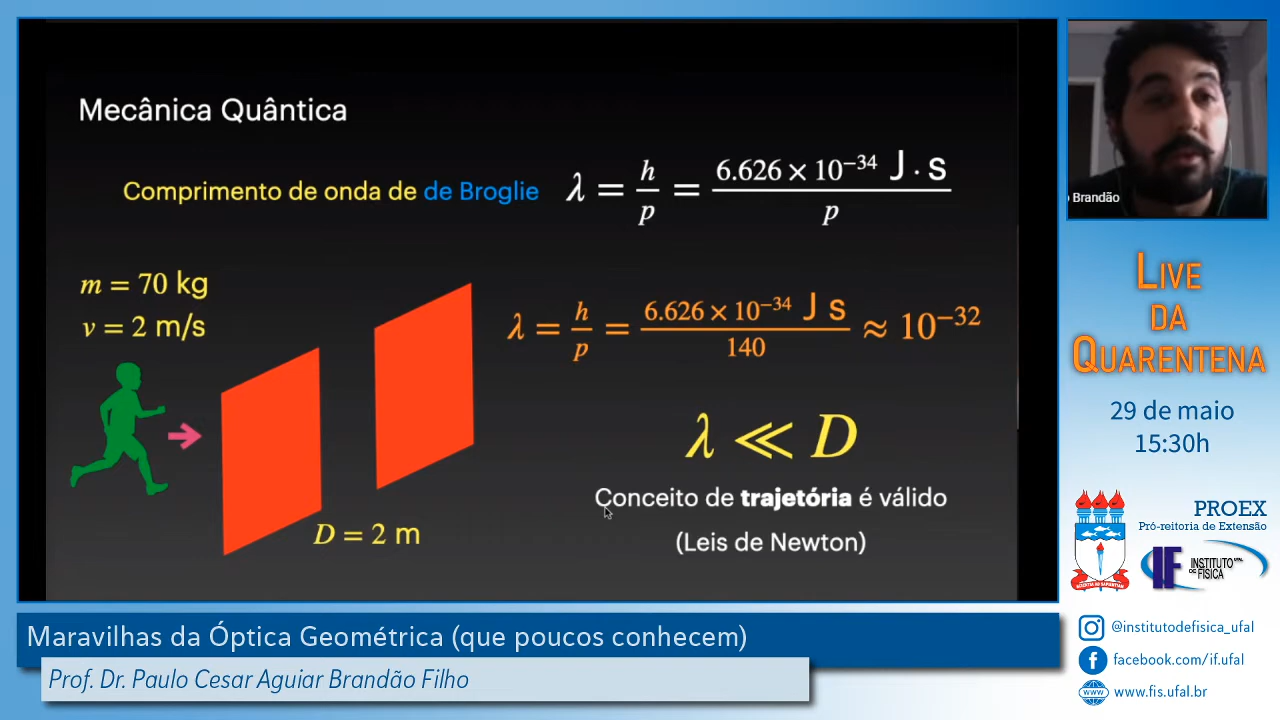 Mecânica Quântica
Comprimento de onda de de Broglie
λ = h/p = 6.626 × 10⁻³⁴ J · s / p
m = 70 kg
v = 2 m/s
λ = h/p = 6.626 × 10⁻³⁴ J s / 140 ≈ 10⁻³²
λ ≪ D
Conceito de trajetória é válido
(Leis de Newton)
D = 2 m
Brandão
LIVE
DA
QUARENTENA
29 de maio
15:30h
PROEX
Pró-reitoria de Extensão
IF INSTITUTO DE FÍSICA UFAL
@institutodefisica_ufal
facebook.com/if.ufal
www.fis.ufal.br
Maravilhas da Óptica Geométrica (que poucos conhecem)
Prof. Dr. Paulo Cesar Aguiar Brandão Filho